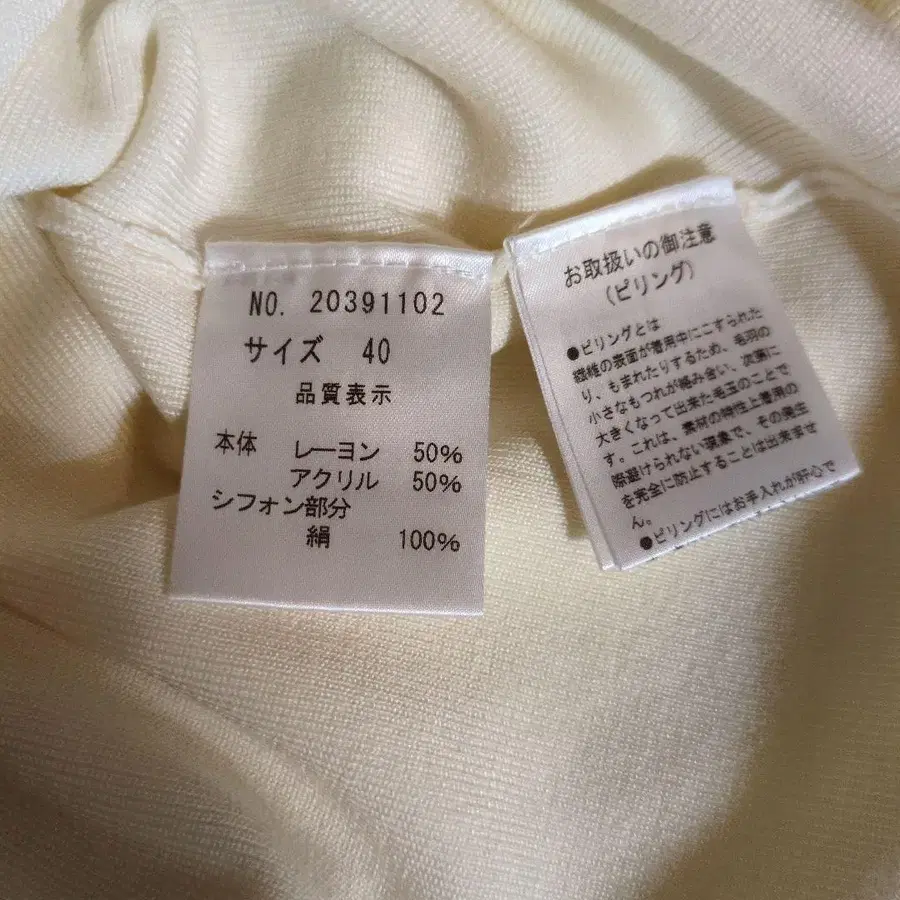 NO. 20391102
サイズ 40
品質表示
本体 レーヨン 50%
アクリル 50%
シフォン部分
絹 100%
お取扱いの御注意
(ピリング)
●ピリングとは
繊維の表面が着用中にこすられた
り、もまれたりするため、毛羽の
小さなもつれが絡み合い、次第に
大きくなって出来た毛玉のことで
す。これは、素材の特性上着用の
際避けられない現象で、その発生
を完全に防止することは出来ませ
ん。
●ピリングにはお手入れが肝心で